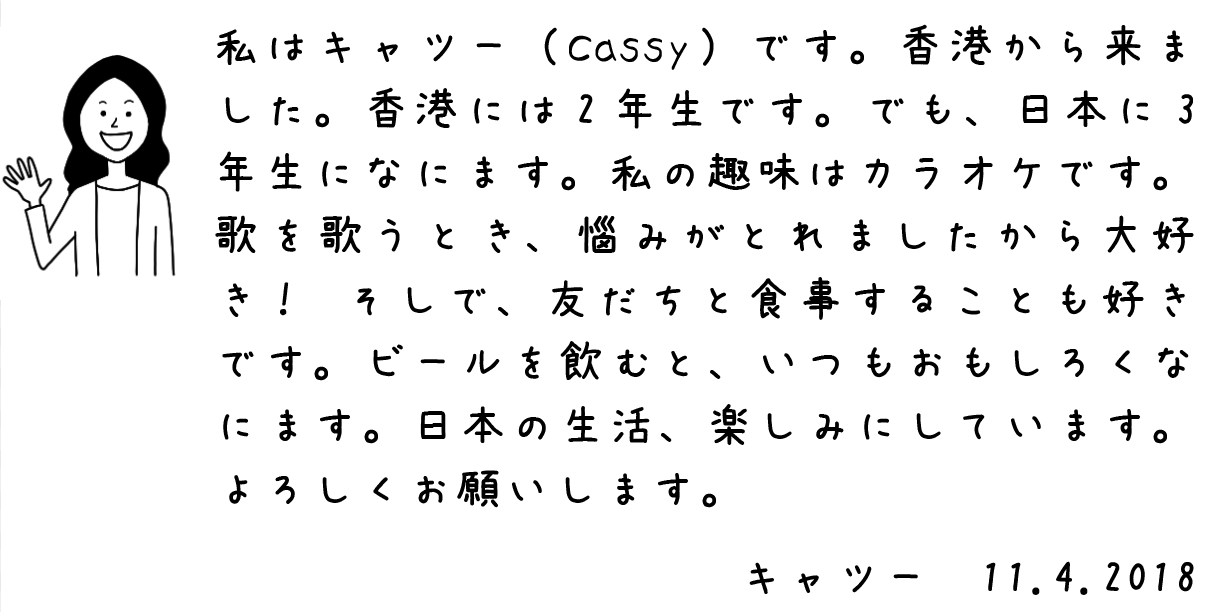 私はキャツー（Cassy）です。香港から来ま
した。香港には2年生です。でも、日本に3
年生になにます。私の趣味はカラオケです。
歌を歌うとき、悩みがとれましたから大好
き！　そしで、友だちと食事することも好き
です。ビールを飲むと、いつもおもしろくな
にます。日本の生活、楽しみにしています。
よろしくお願いします。
キャツー　11.4.2018